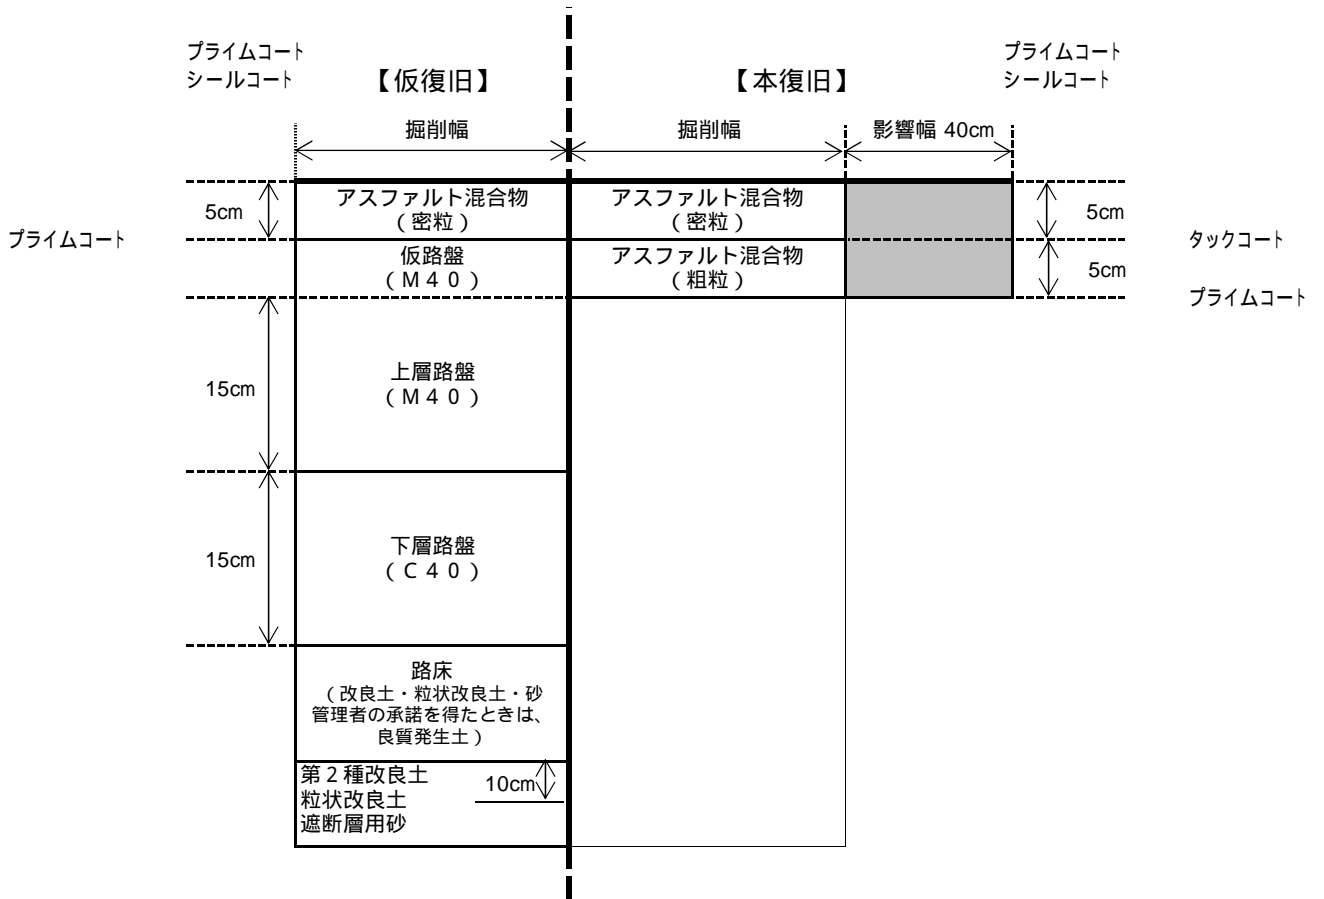 プライムコート
シールコート
【仮復旧】
【本復旧】
プライムコート
シールコート
掘削幅
掘削幅
影響幅 40cm
5cm
アスファルト混合物
（密粒）
アスファルト混合物
（密粒）
5cm
プライムコート
タックコート
仮路盤
（Ｍ４０）
アスファルト混合物
（粗粒）
5cm
プライムコート
15cm
上層路盤
（Ｍ４０）
15cm
下層路盤
（Ｃ４０）
路床
（改良土・粒状改良土・砂
管理者の承諾を得たときは、
良質発生土）
第２種改良土
粒状改良土
遮断層用砂
10cm